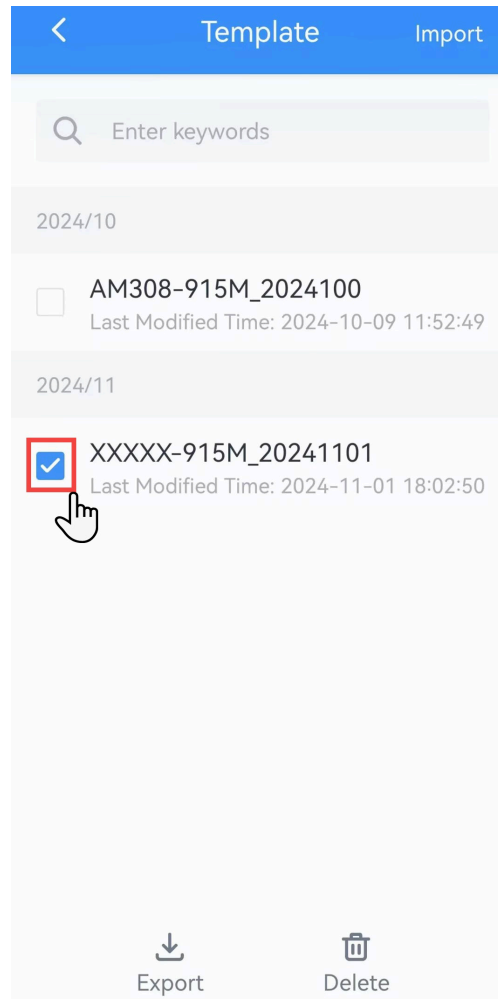 Template Import
Enter keywords
2024/10
AM308-915M_2024100
Last Modified Time: 2024-10-09 11:52:49
2024/11
XXXXX-915M_20241101
Last Modified Time: 2024-11-01 18:02:50
Export Delete